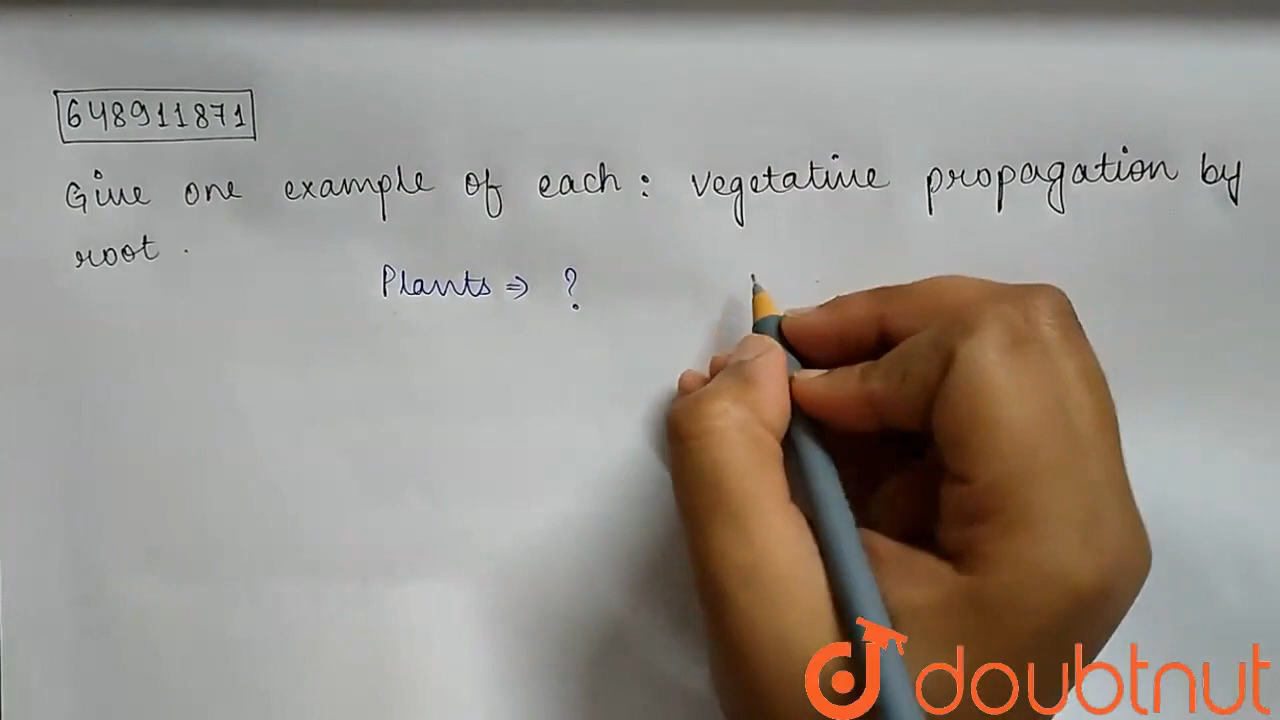 648911871
Give one example of each : vegetative propagation by
root .
Plants ⇒ ?
doubtnut